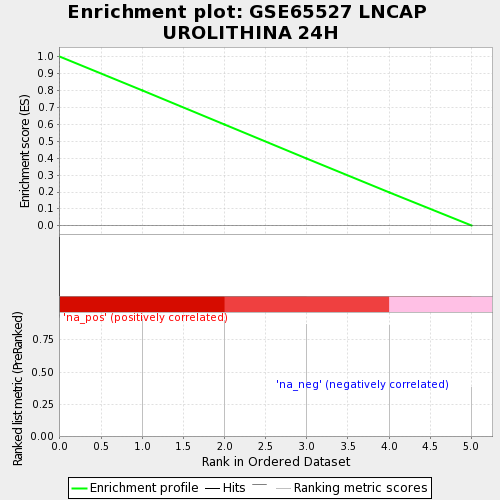 Enrichment plot: GSE65527 LNCAP
UROLITHINA 24H
Enrichment score (ES)
1.0
0.9
0.8
0.7
0.6
0.5
0.4
0.3
0.2
0.1
0.0
'na_pos' (positively correlated)
Ranked list metric (PreRanked)
0.75
0.50
0.25
0.00
'na_neg' (negatively correlated)
0.0 0.5 1.0 1.5 2.0 2.5 3.0 3.5 4.0 4.5 5.0
Rank in Ordered Dataset
Enrichment profile Hits Ranking metric scores